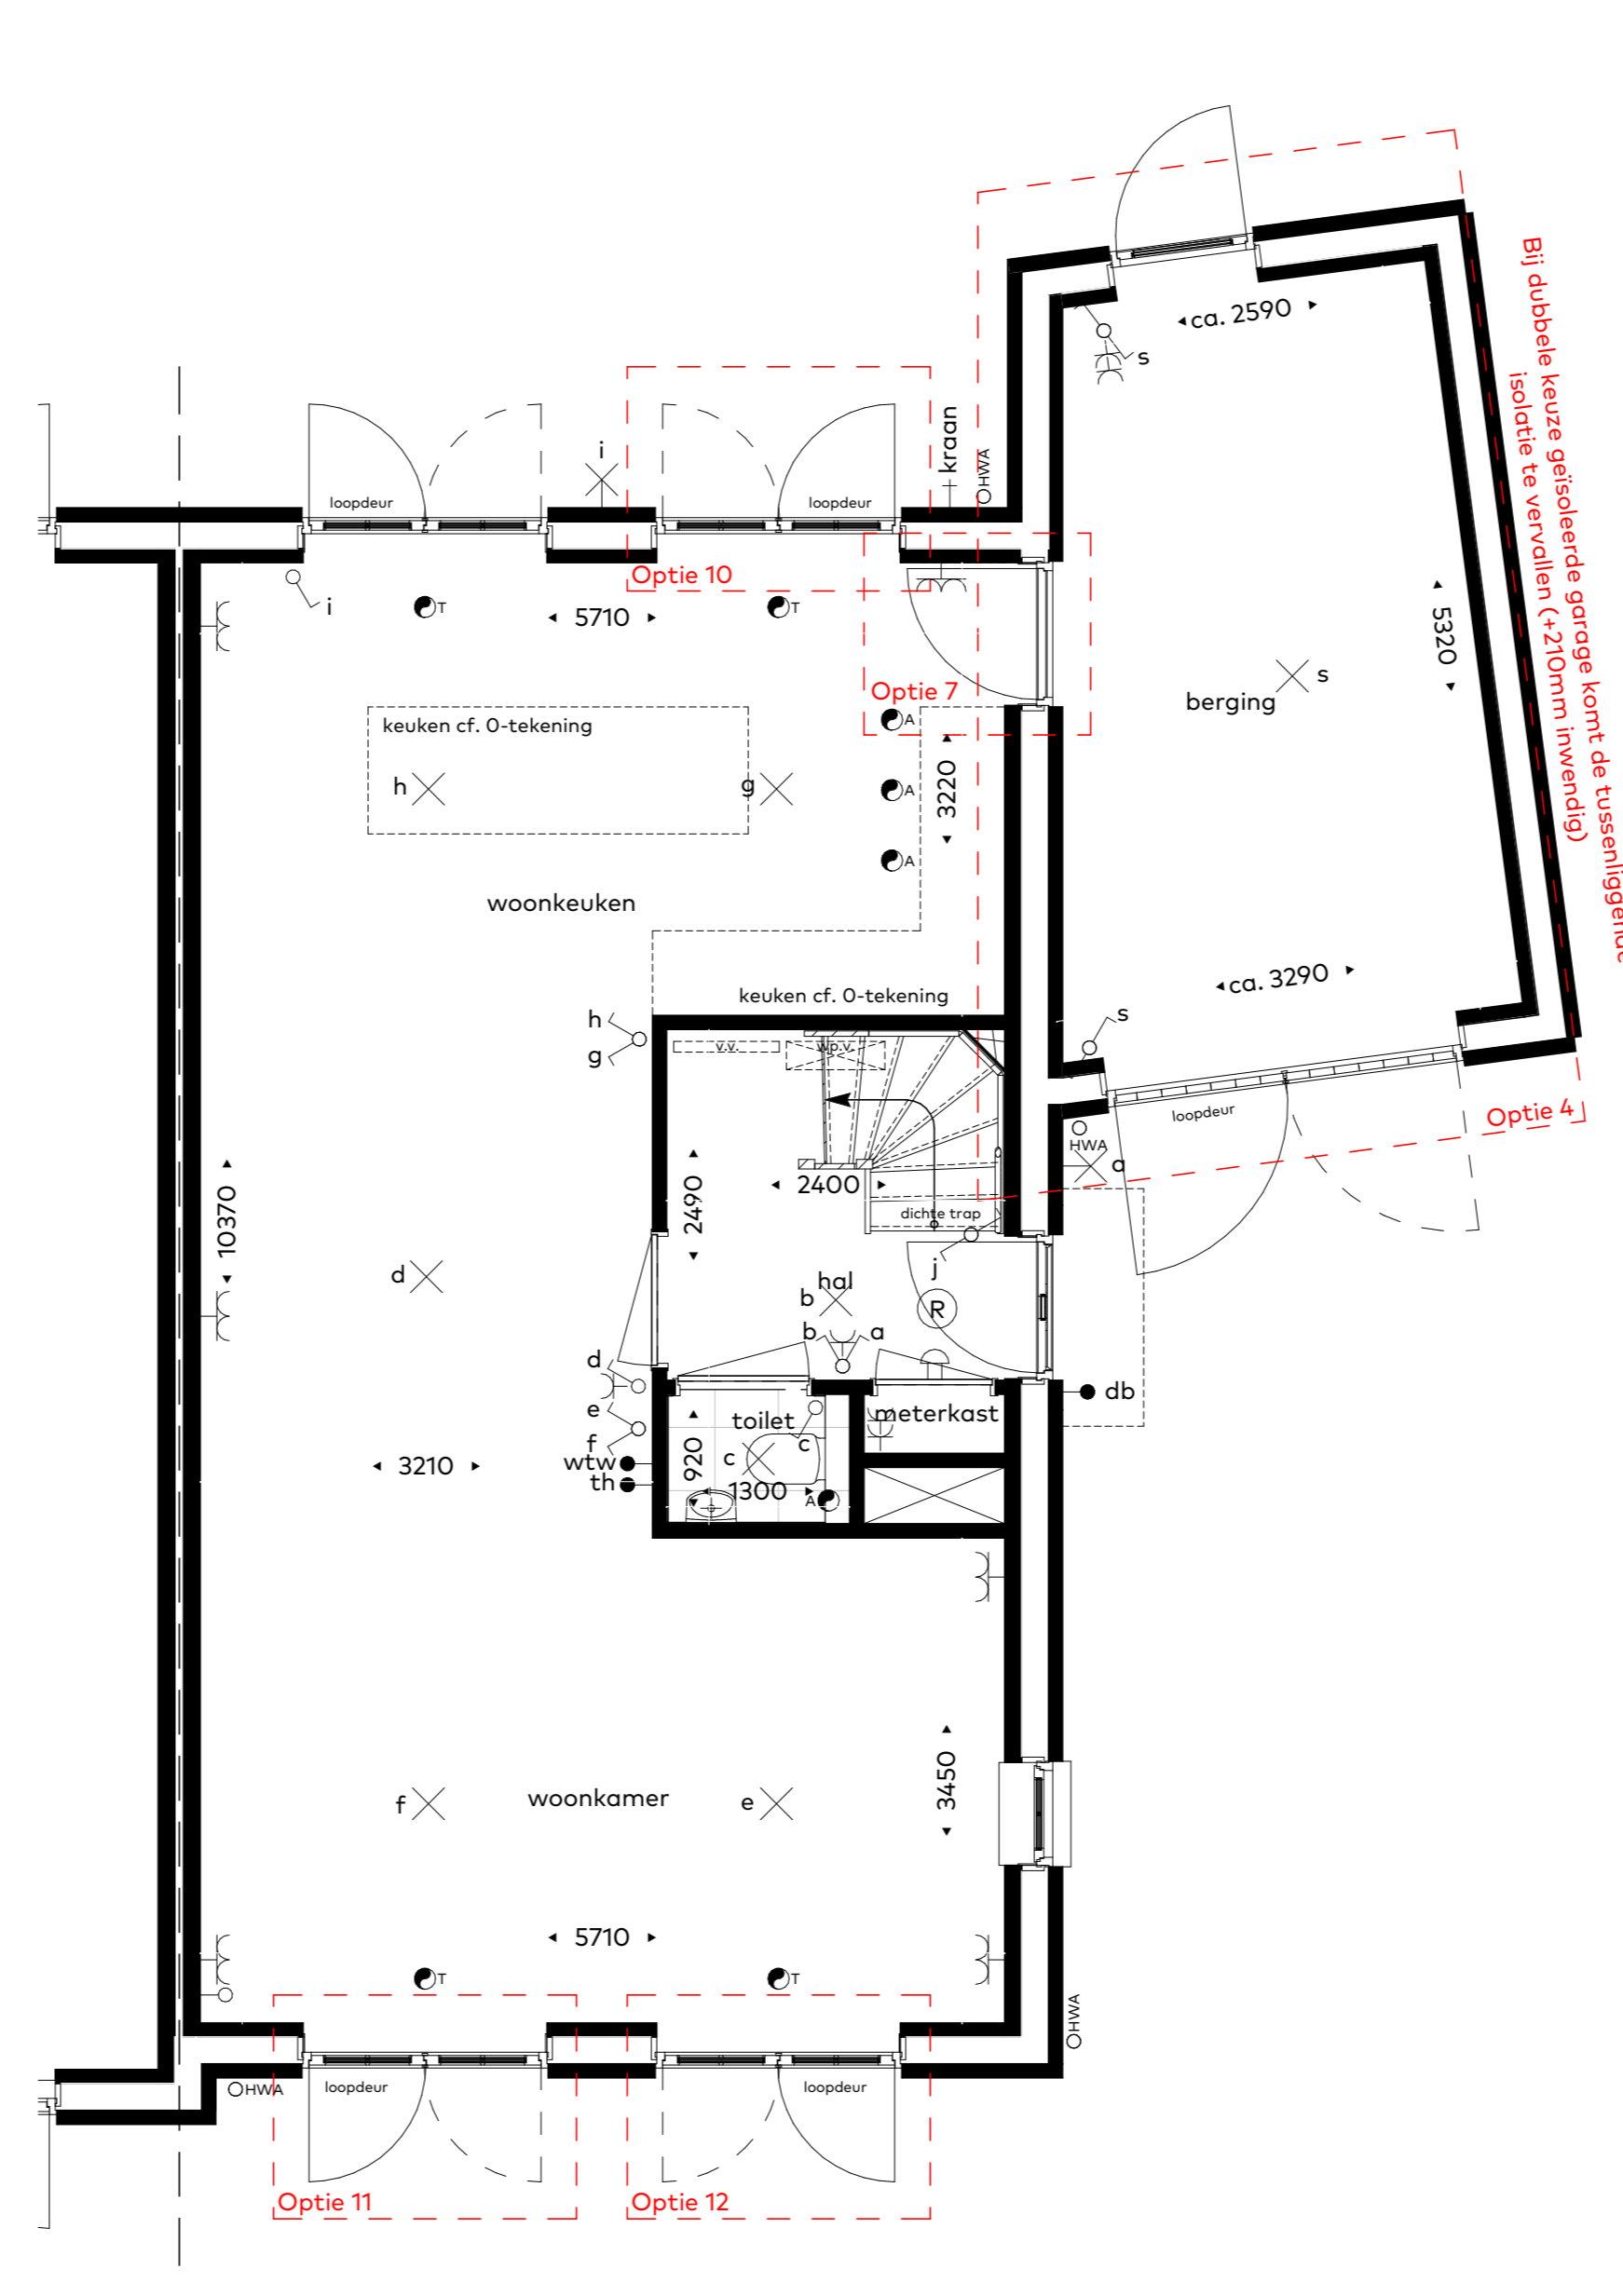 ca. 2590
s
Bij dubbele keuze geïsoleerde garage komt de tussenliggende
isolatie te vervallen (+210mm inwendig)
kraan
HWA
i
loopdeur
loopdeur
Optie 10
i
T
5710
T
5320
s
berging
Optie 7
A
keuken cf. 0-tekening
h
g
A
3220
A
woonkeuken
ca. 3290
keuken cf. 0-tekening
h
g
s
v.v.
wp.v.
loopdeur
Optie 4
HWA
a
10370
2490
2400
dichte trap
d
j
hal
b
R
b
a
d
db
e
toilet
meterkast
f
c
c
920
wtw
3210
th
1300
A
3450
f
woonkamer
e
5710
T
T
HWA
HWA
loopdeur
loopdeur
Optie 11
Optie 12